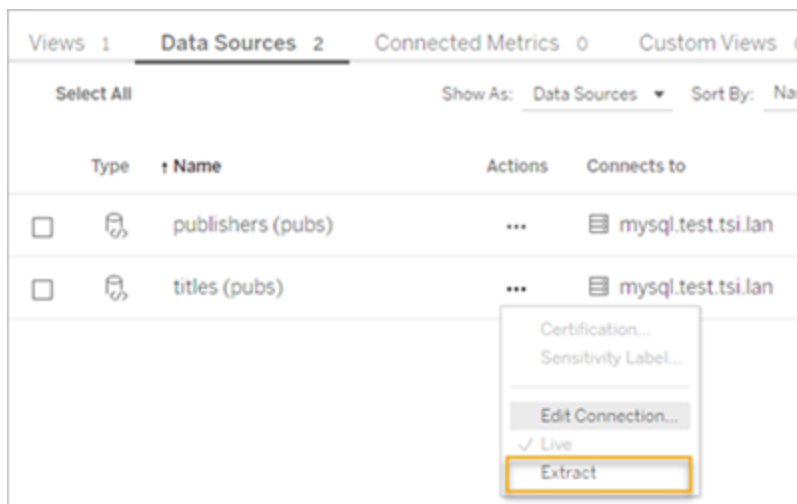 Views 1 Data Sources 2 Connected Metrics 0 Custom Views
Select All Show As: Data Sources Sort By:
Type ↑ Name Actions Connects to
publishers (pubs) ... mysql.test.tsi.lan
titles (pubs) ... mysql.test.tsi.lan
Certification...
Sensitivity Label...
Edit Connection...
✓ Live
Extract